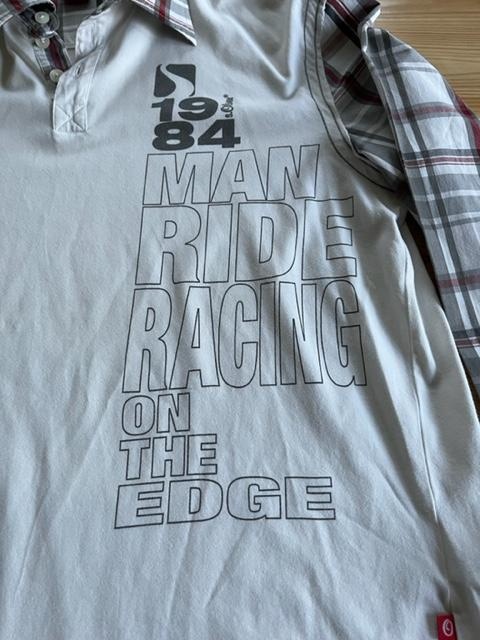 19
84
MAN
RIDE
RACING
ON
THE
EDGE